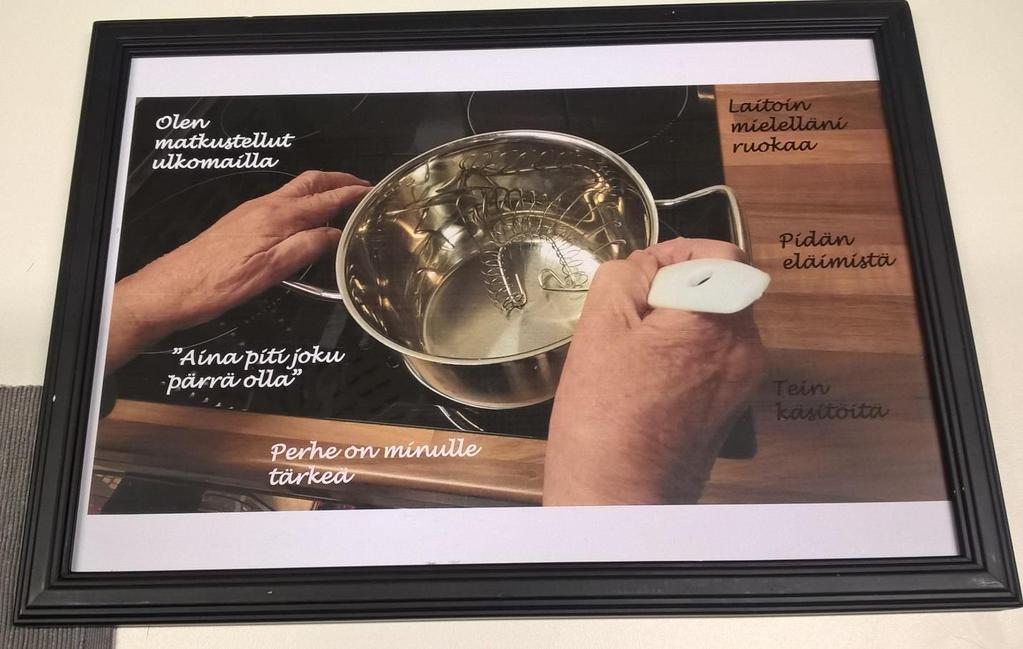 Olen
matkustellut
ulkomailla
Laitoin
mielelläni
ruokaa
Pidän
eläimistä
"Aina piti joku
pärrä olla"
Tein
käsitöitä
Perhe on minulle
tärkeä